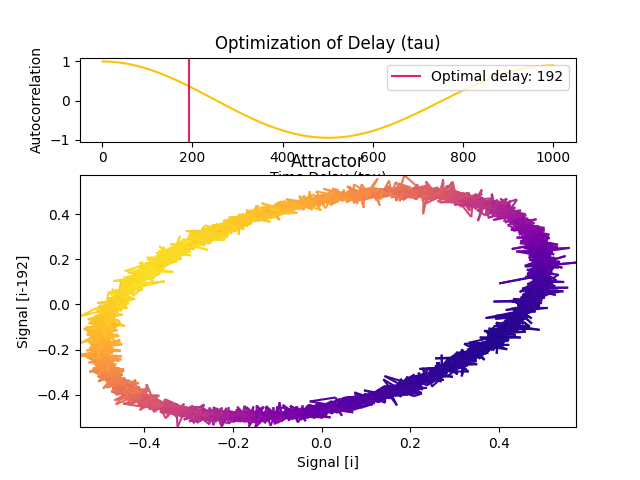 Optimization of Delay (tau)
Autocorrelation
1
0
−1
Optimal delay: 192
0
200
400
600
800
1000
Time Delay (tau)
Attractor
Signal [i-192]
0.4
0.2
0.0
−0.2
−0.4
−0.4
−0.2
0.0
0.2
0.4
Signal [i]